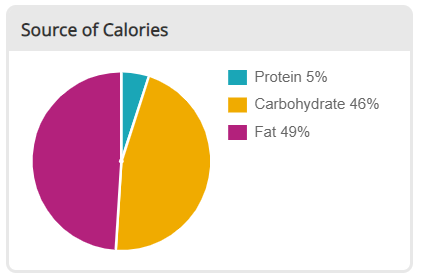 Source of Calories
Protein 5%
Carbohydrate 46%
Fat 49%